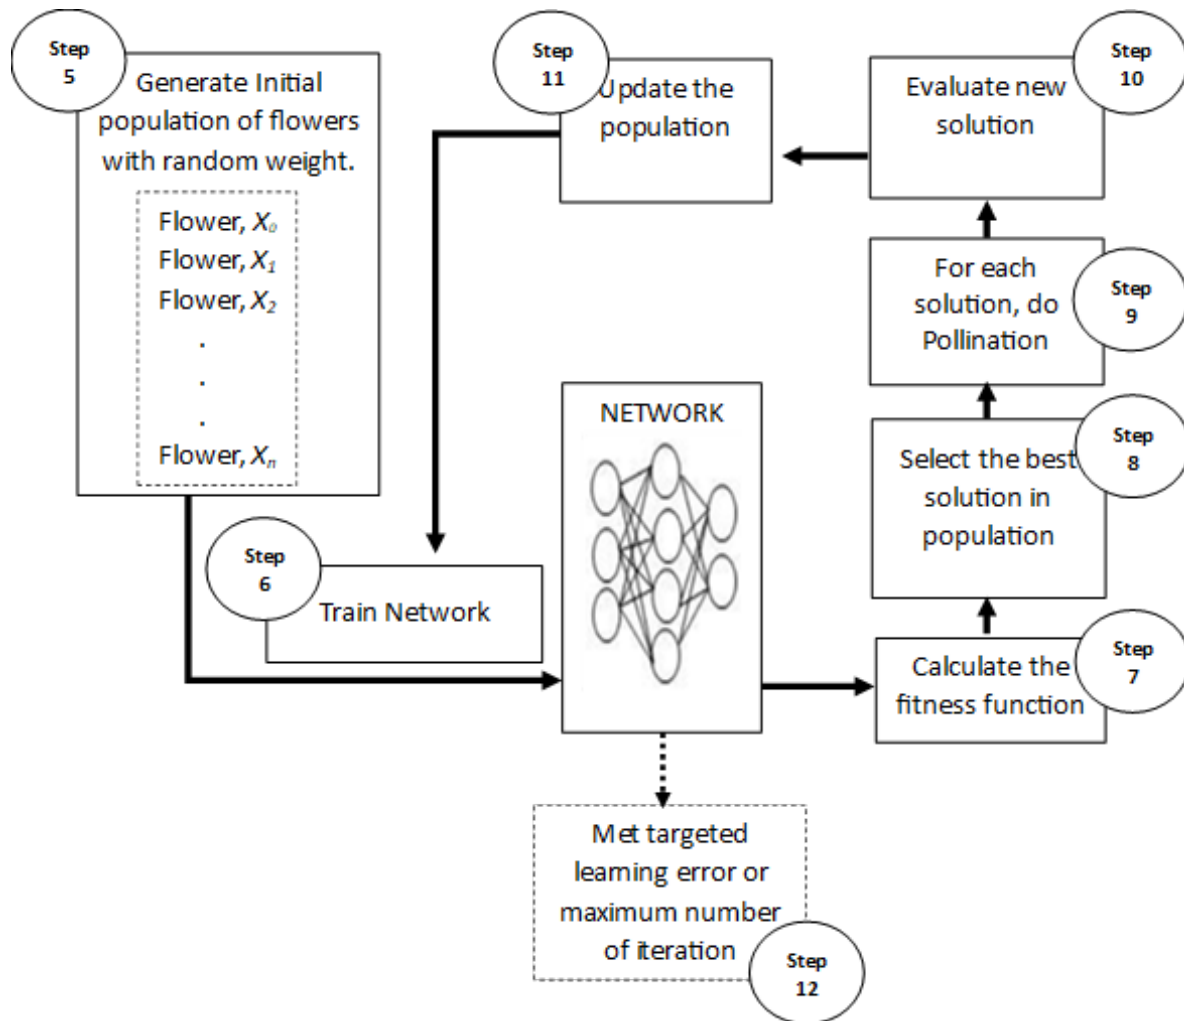 Step
5
Generate Initial
population of flowers
with random weight.
Flower, X₀
Flower, X₁
Flower, X₂
.
.
.
Flower, Xₙ
Step
6
Train Network
NETWORK
Step
7
Calculate the
fitness function
Step
8
Select the best
solution in
population
Step
9
For each
solution, do
Pollination
Step
10
Evaluate new
solution
Step
11
Update the
population
Met targeted
learning error or
maximum number
of iteration
Step
12